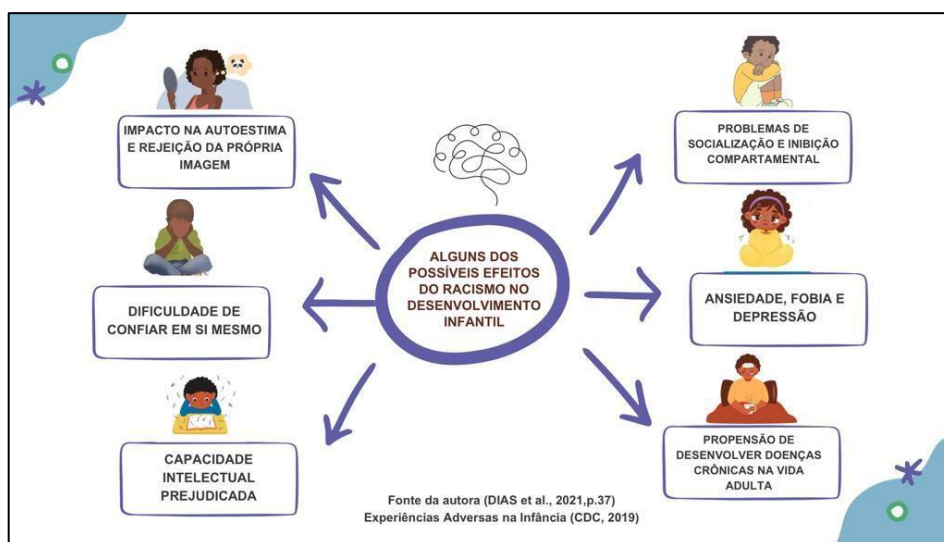 IMPACTO NA AUTOESTIMA
E REJEIÇÃO DA PRÓPRIA
IMAGEM
DIFICULDADE DE
CONFIAR EM SI MESMO
CAPACIDADE
INTELECTUAL
PREJUDICADA
ALGUNS DOS
POSSÍVEIS EFEITOS
DO RACISMO NO
DESENVOLVIMENTO
INFANTIL
PROBLEMAS DE
SOCIALIZAÇÃO E INIBIÇÃO
COMPARTAMENTAL
ANSIEDADE, FOBIA E
DEPRESSÃO
PROPENSÃO DE
DESENVOLVER DOENÇAS
CRÔNICAS NA VIDA
ADULTA
Fonte da autora (DIAS et al., 2021,p.37)
Experiências Adversas na Infância (CDC, 2019)